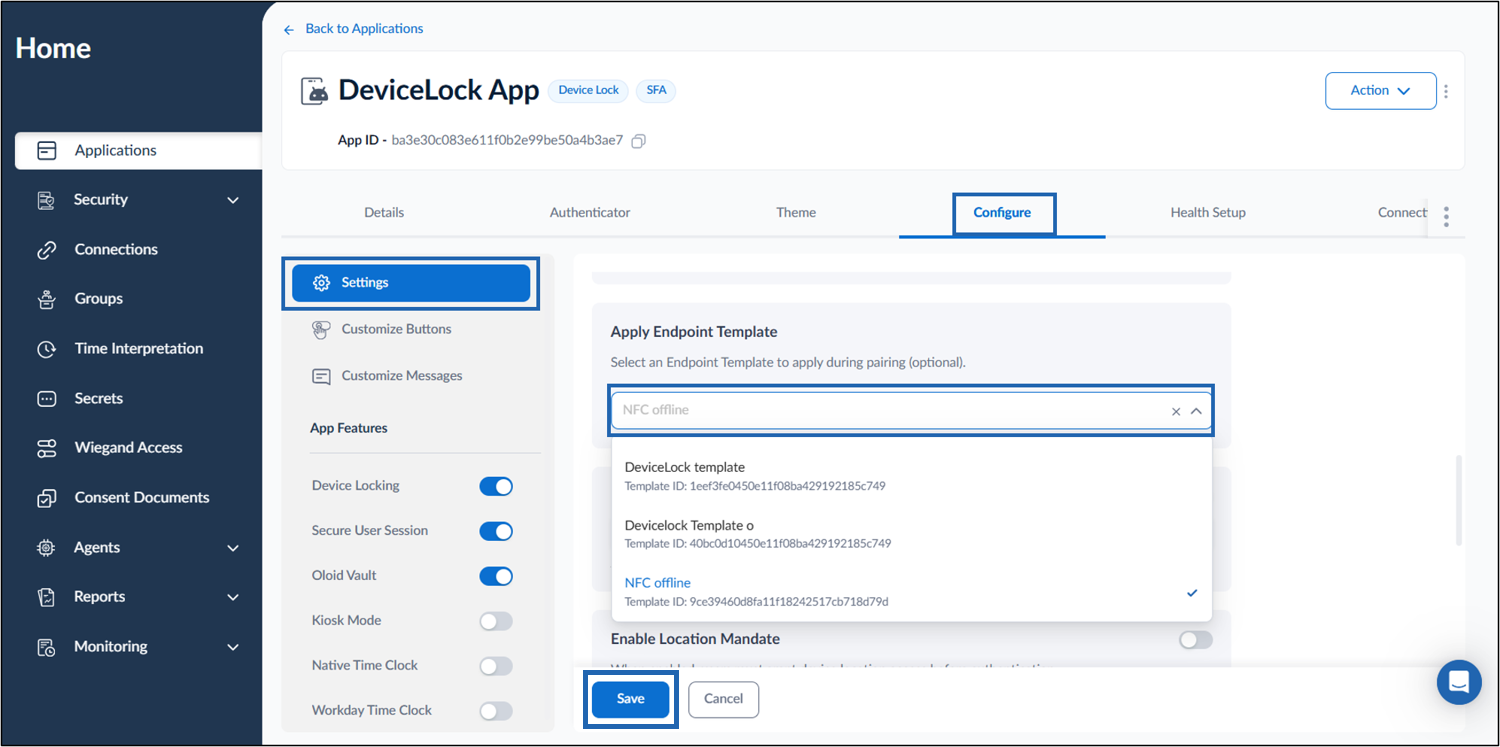 Home
Applications
Security
Connections
Groups
Time Interpretation
Secrets
Wiegand Access
Consent Documents
Agents
Reports
Monitoring
Back to Applications
DeviceLock App
Device Lock
SFA
Action
App ID - ba3e30c083e611f0b2e99be50a4b3ae7
Details
Authenticator
Theme
Configure
Health Setup
Connect
Settings
Customize Buttons
Customize Messages
App Features
Device Locking
Secure User Session
Oloid Vault
Kiosk Mode
Native Time Clock
Workday Time Clock
Apply Endpoint Template
Select an Endpoint Template to apply during pairing (optional).
NFC offline
DeviceLock template
Template ID: 1eef3fe0450e11f08ba429192185c749
Devicelock Template o
Template ID: 40bc0d10450e11f08ba429192185c749
NFC offline
Template ID: 9ce39460d8fa11f18242517cb718d79d
Enable Location Mandate
Save
Cancel